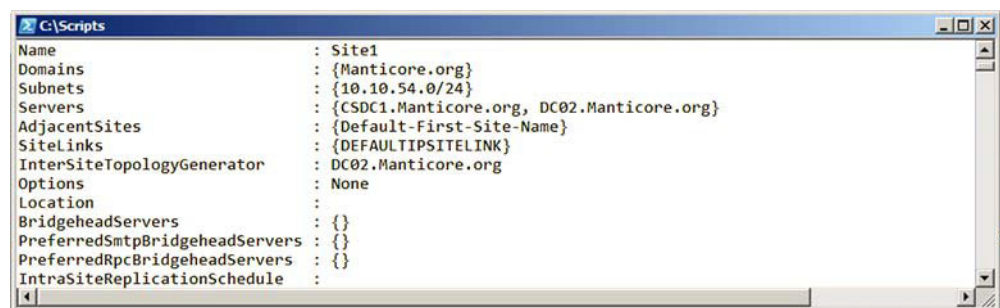 C:\Scripts
Name : Site1
Domains : {Manticore.org}
Subnets : {10.10.54.0/24}
Servers : {CSDC1.Manticore.org, DC02.Manticore.org}
AdjacentSites : {Default-First-Site-Name}
SiteLinks : {DEFAULTIPSITELINK}
InterSiteTopologyGenerator : DC02.Manticore.org
Options : None
Location :
BridgeheadServers : {}
PreferredSmtpBridgeheadServers : {}
PreferredRpcBridgeheadServers : {}
IntraSiteReplicationSchedule :